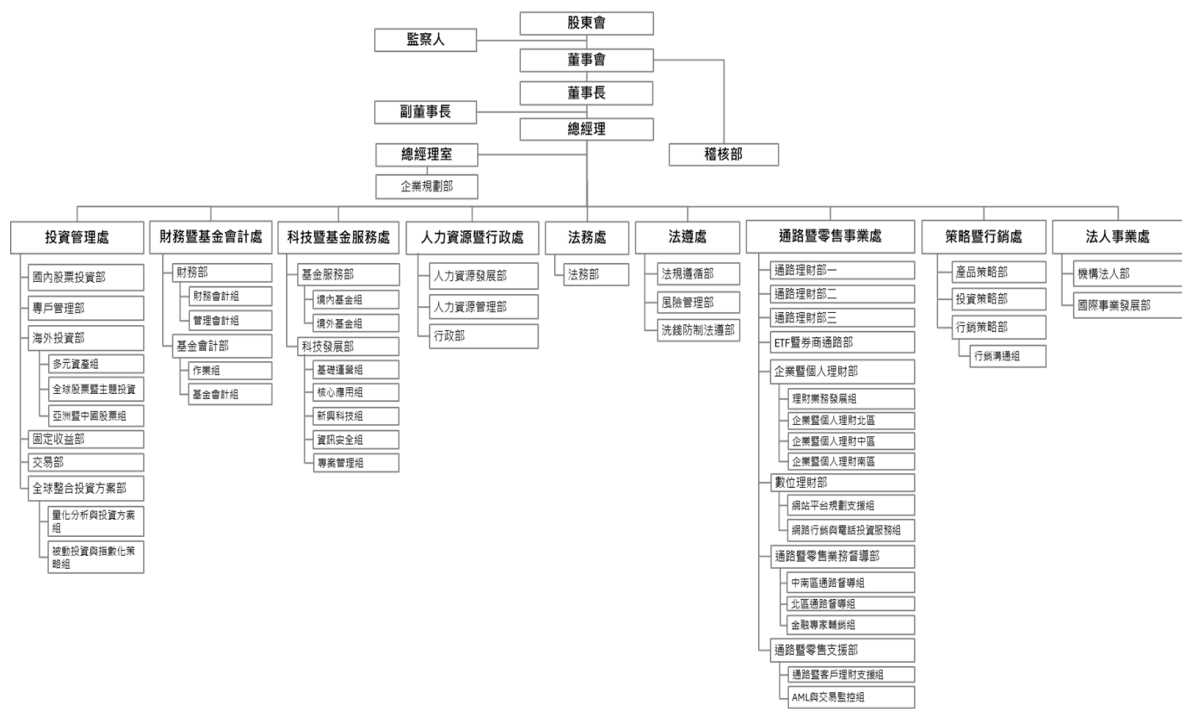 股東會
監察人
董事會
董事長
副董事長
總經理
總經理室
稽核部
企業規劃部
投資管理處
國內股票投資部
專戶管理部
海外投資部
多元資產組
全球股票暨主題投資
亞洲暨中國股票組
固定收益部
交易部
全球整合投資方案部
量化分析與投資方案
組
被動投資與指數化策
略組
財務暨基金會計處
財務部
財務會計組
管理會計組
基金會計部
作業組
基金會計組
科技暨基金服務處
基金服務部
境內基金組
境外基金組
科技發展部
基礎運營組
核心應用組
新興科技組
資訊安全組
專案管理組
人力資源暨行政處
人力資源發展部
人力資源管理部
行政部
法務處
法務部
法遵處
法規遵循部
風險管理部
洗錢防制法遵部
通路暨零售事業處
通路理財部一
通路理財部二
通路理財部三
ETF暨券商通路部
企業暨個人理財部
理財業務發展組
企業暨個人理財北區
企業暨個人理財中區
企業暨個人理財南區
數位理財部
網站平台規劃支援組
網路行銷與電話投資服務組
通路暨零售業務督導部
中南區通路督導組
北區通路督導組
金融專家輔銷組
通路暨零售支援部
通路暨客戶理財支援組
AML與交易監控組
策略暨行銷處
產品策略部
投資策略部
行銷策略部
行銷溝通組
法人事業處
機構法人部
國際事業發展部